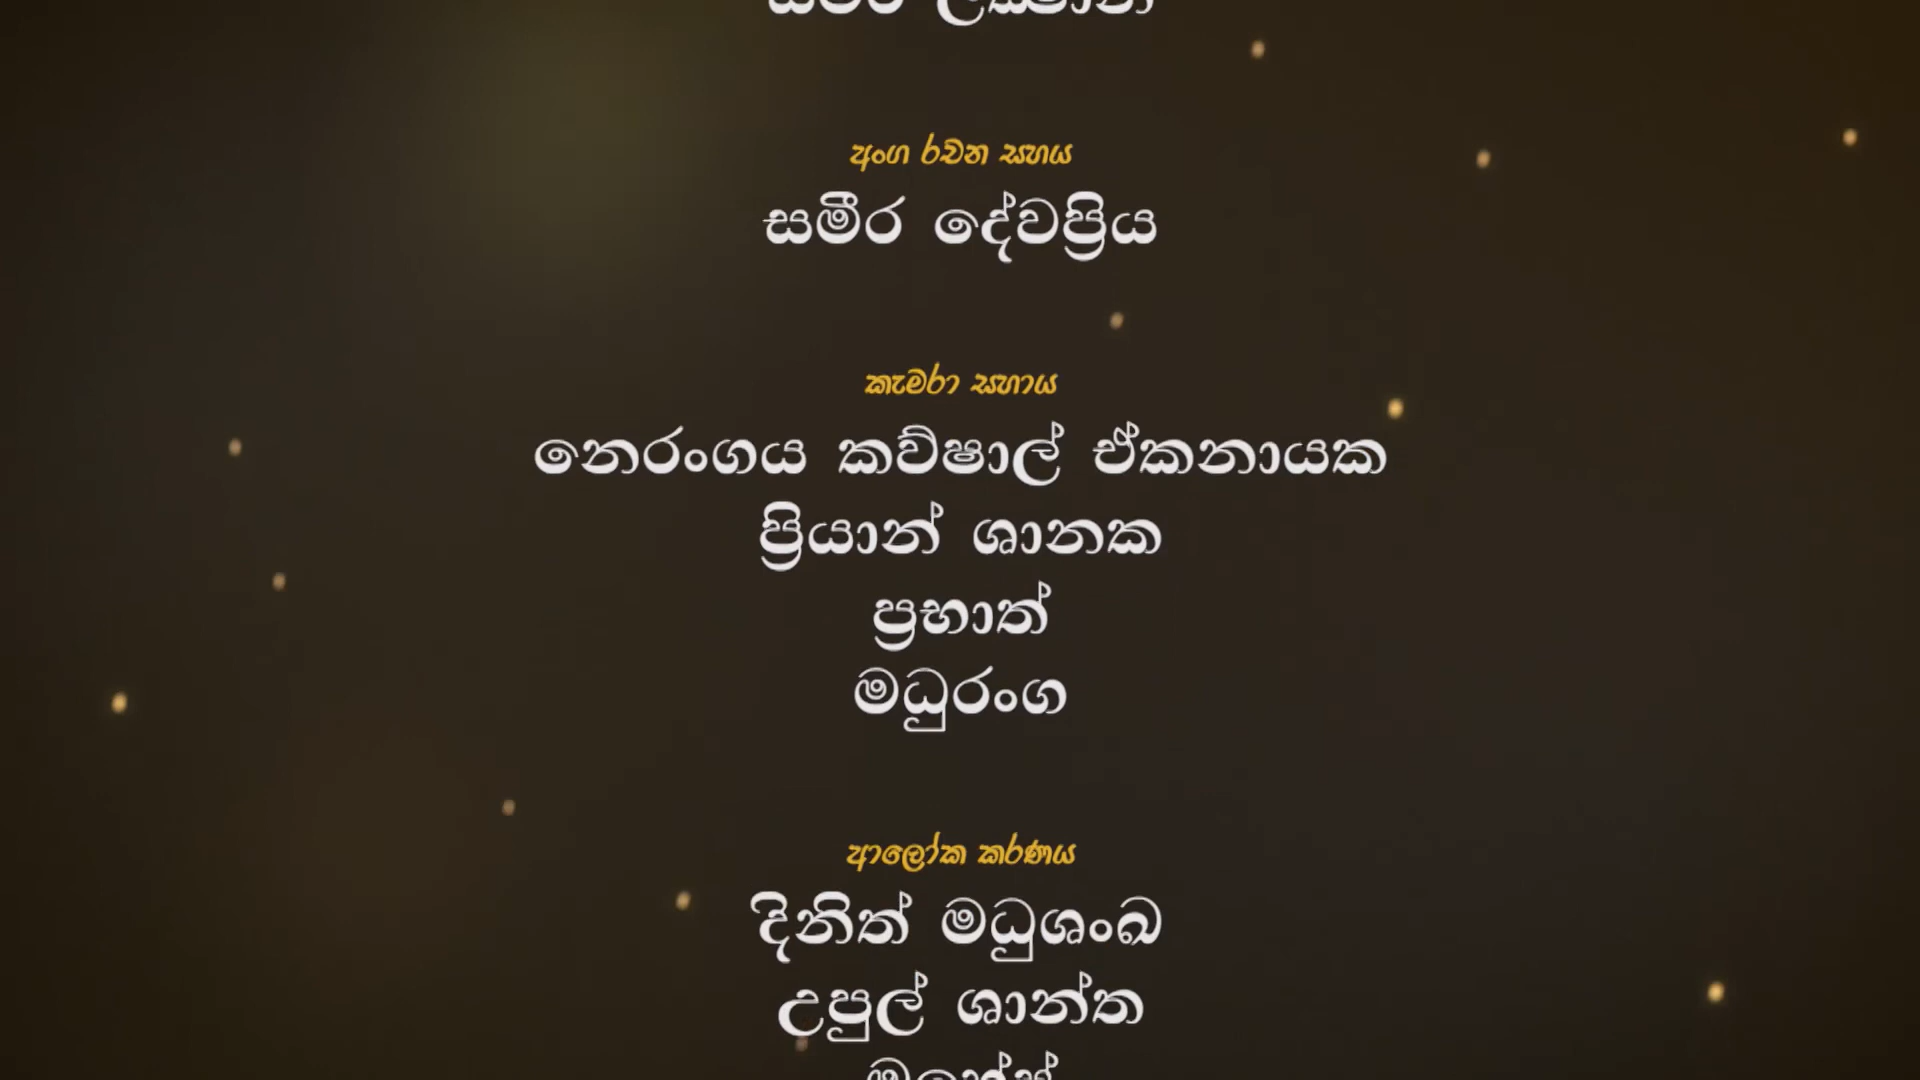 අංග රචන සහය
සමීර දේවප්‍රිය
කැමරා සහාය
නෙරංගය කව්ෂාල් ඒකනායක
ප්‍රියාන් ශානක
ප්‍රභාත්
මධුරංග
ආලෝක කරණය
දිනිත් මධුශංඛ
උපුල් ශාන්ත